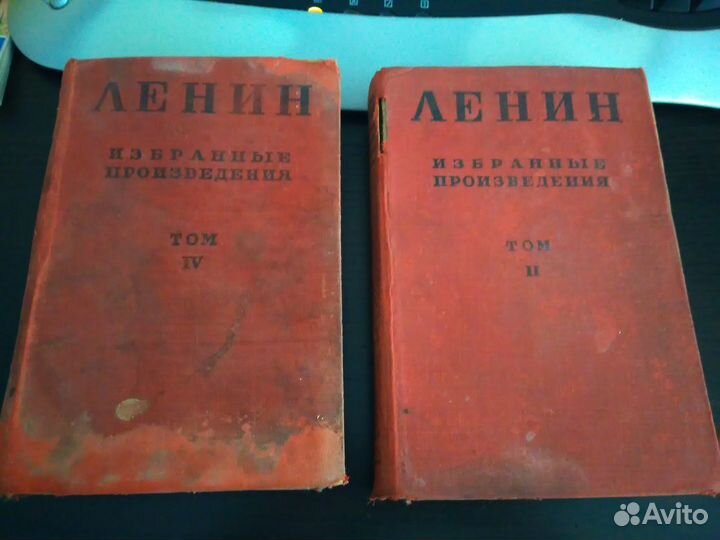 ЛЕНИН
ИЗБРАННЫЕ
ПРОИЗВЕДЕНИЯ
ТОМ
IV
ЛЕНИН
ИЗБРАННЫЕ
ПРОИЗВЕДЕНИЯ
ТОМ
II
Avito